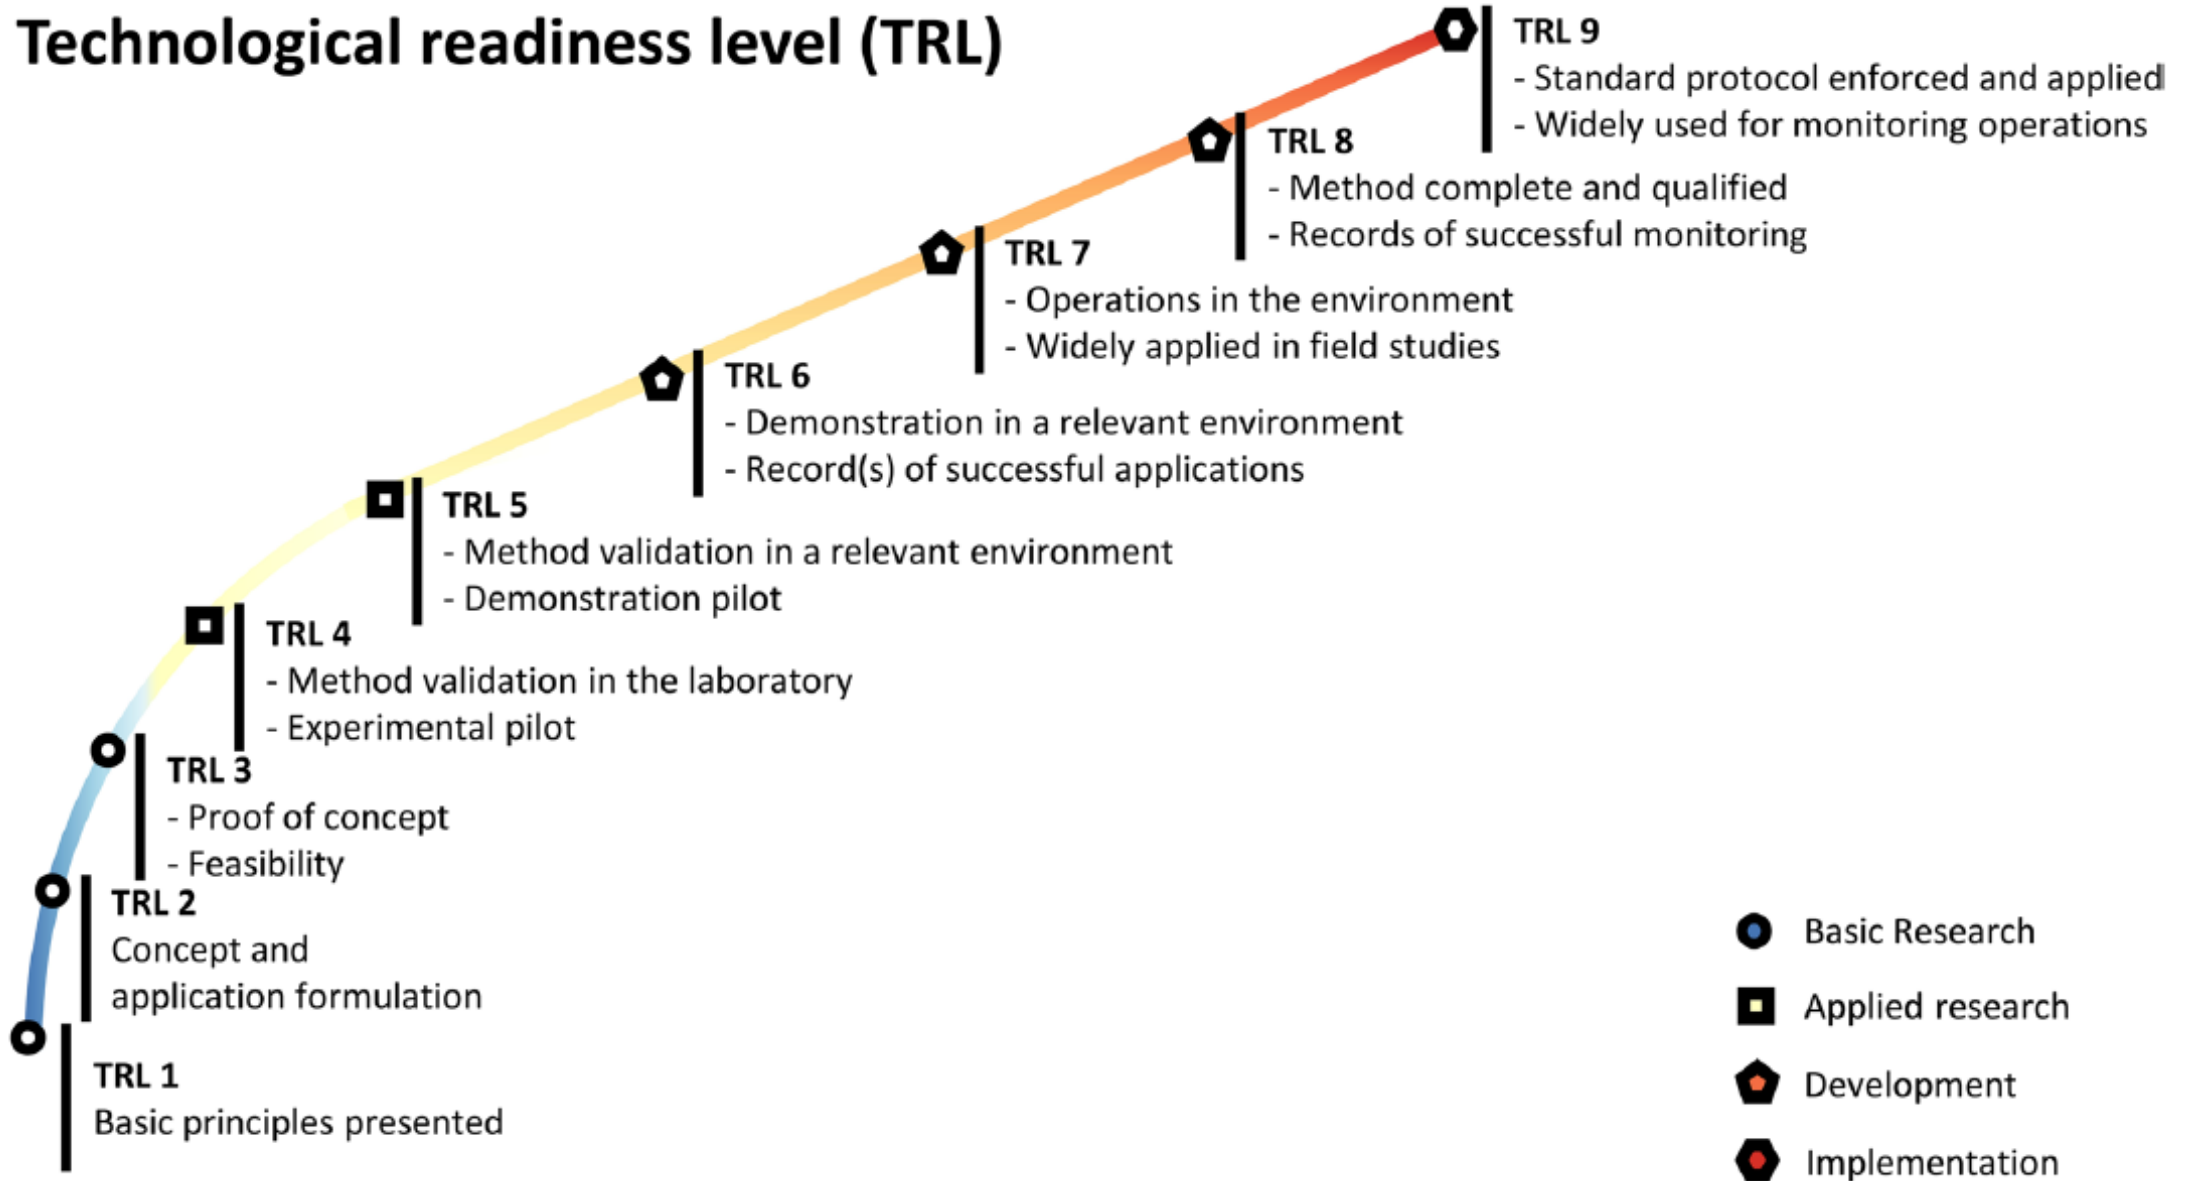 Technological readiness level (TRL)
TRL 9
- Standard protocol enforced and applied
- Widely used for monitoring operations
TRL 8
- Method complete and qualified
- Records of successful monitoring
TRL 7
- Operations in the environment
- Widely applied in field studies
TRL 6
- Demonstration in a relevant environment
- Record(s) of successful applications
TRL 5
- Method validation in a relevant environment
- Demonstration pilot
TRL 4
- Method validation in the laboratory
- Experimental pilot
TRL 3
- Proof of concept
- Feasibility
TRL 2
Concept and
application formulation
TRL 1
Basic principles presented
Basic Research
Applied research
Development
Implementation